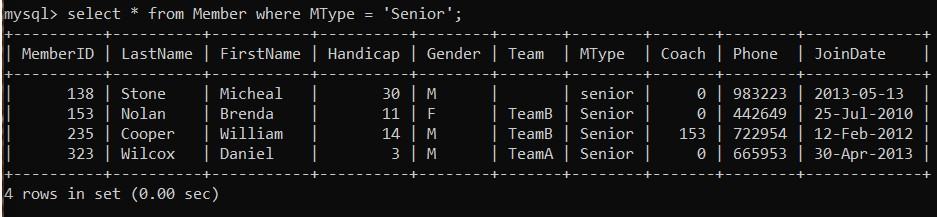 mysql> select * from Member where MType = 'Senior';
+----------+----------+-----------+----------+--------+-------+--------+-------+--------+-------------+
| MemberID | LastName | FirstName | Handicap | Gender | Team  | MType  | Coach | Phone  | JoinDate    |
+----------+----------+-----------+----------+--------+-------+--------+-------+--------+-------------+
|      138 | Stone    | Micheal   |       30 | M      |       | senior |     0 | 983223 | 2013-05-13  |
|      153 | Nolan    | Brenda    |       11 | F      | TeamB | Senior |     0 | 442649 | 25-Jul-2010 |
|      235 | Cooper   | William   |       14 | M      | TeamB | Senior |   153 | 722954 | 12-Feb-2012 |
|      323 | Wilcox   | Daniel    |        3 | M      | TeamA | Senior |     0 | 665953 | 30-Apr-2013 |
+----------+----------+-----------+----------+--------+-------+--------+-------+--------+-------------+
4 rows in set (0.00 sec)